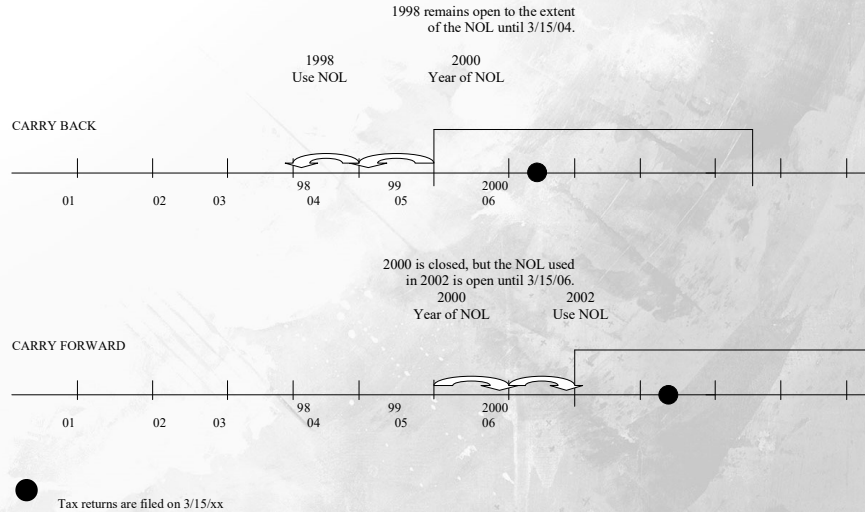 1998 remains open to the extent
of the NOL until 3/15/04.
1998
Use NOL
2000
Year of NOL
CARRY BACK
98
99
2000
01
02
03
04
05
06
2000 is closed, but the NOL used
in 2002 is open until 3/15/06.
2000
Year of NOL
2002
Use NOL
CARRY FORWARD
98
99
2000
01
02
03
04
05
06
Tax returns are filed on 3/15/xx